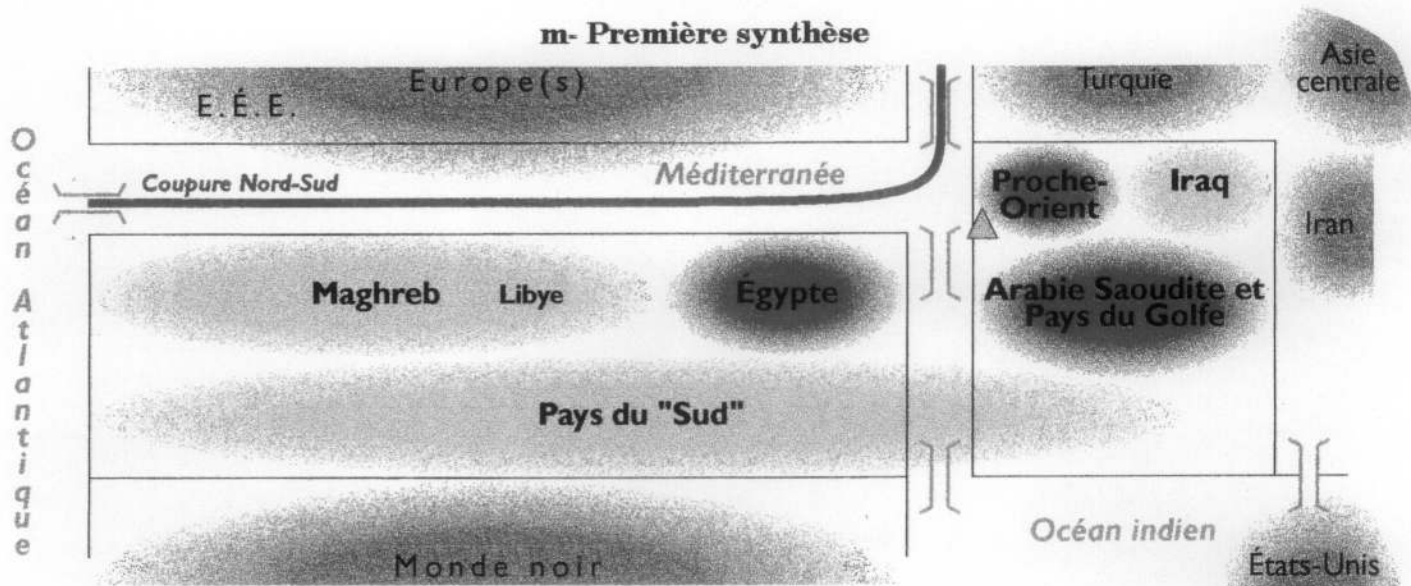 m- Première synthèse
Europe(s)
E.É.E.
Turquie
Asie
centrale
Océan Atlantique
Coupure Nord-Sud
Méditerranée
Proche-
Orient
Iraq
Iran
Maghreb
Libye
Égypte
Arabie Saoudite et
Pays du Golfe
Pays du "Sud"
Océan indien
Monde noir
États-Unis